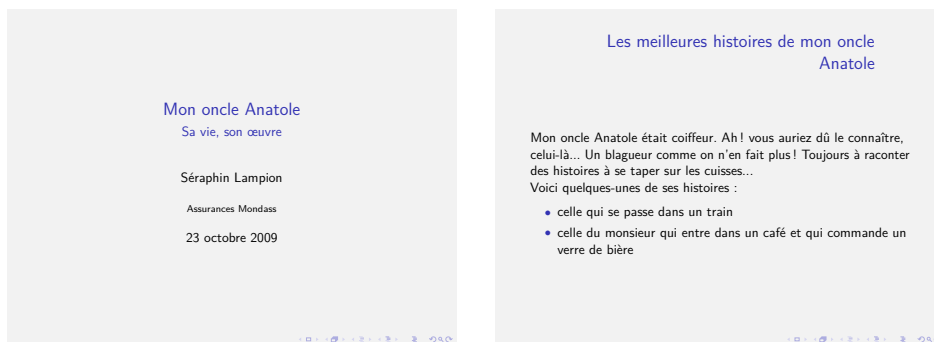 Mon oncle Anatole
Sa vie, son œuvre
Séraphin Lampion
Assurances Mondass
23 octobre 2009
Les meilleures histoires de mon oncle
Anatole
Mon oncle Anatole était coiffeur. Ah ! vous auriez dû le connaître,
celui-là... Un blagueur comme on n'en fait plus ! Toujours à raconter
des histoires à se taper sur les cuisses...
Voici quelques-unes de ses histoires :
• celle qui se passe dans un train
• celle du monsieur qui entre dans un café et qui commande un
verre de bière